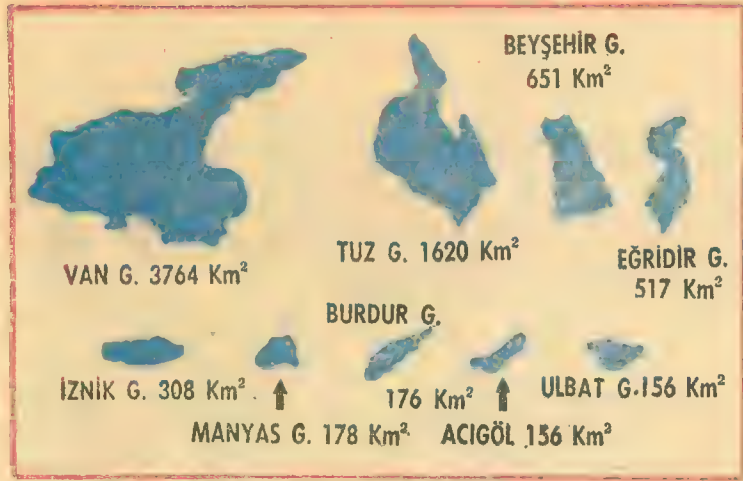 BEYŞEHİR G.
651 Km²
VAN G. 3764 Km²
TUZ G. 1620 Km²
EĞRİDİR G.
517 Km²
BURDUR G.
176 Km²
İZNİK G. 308 Km²
MANYAS G. 178 Km²
ACIGÖL 156 Km²
ULBAT G.156 Km²